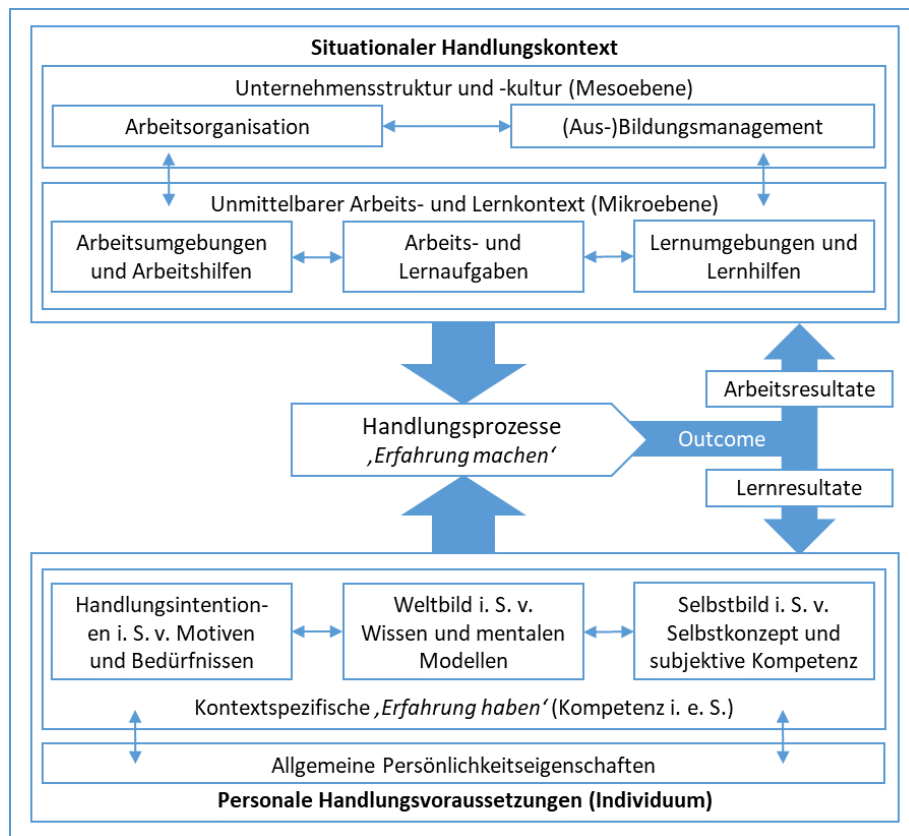 Situationaler Handlungskontext
Unternehmensstruktur und -kultur (Mesoebene)
Arbeitsorganisation
(Aus-)Bildungsmanagement
Unmittelbarer Arbeits- und Lernkontext (Mikroebene)
Arbeitsumgebungen
und Arbeitshilfen
Arbeits- und
Lernaufgaben
Lernumgebungen und
Lernhilfen
Arbeitsresultate
Handlungsprozesse
‚Erfahrung machen‘
Outcome
Lernresultate
Handlungsintention-
en i. S. v. Motiven
und Bedürfnissen
Weltbild i. S. v.
Wissen und mentalen
Modellen
Selbstbild i. S. v.
Selbstkonzept und
subjektive Kompetenz
Kontextspezifische ‚Erfahrung haben‘ (Kompetenz i. e. S.)
Allgemeine Persönlichkeitseigenschaften
Personale Handlungsvoraussetzungen (Individuum)